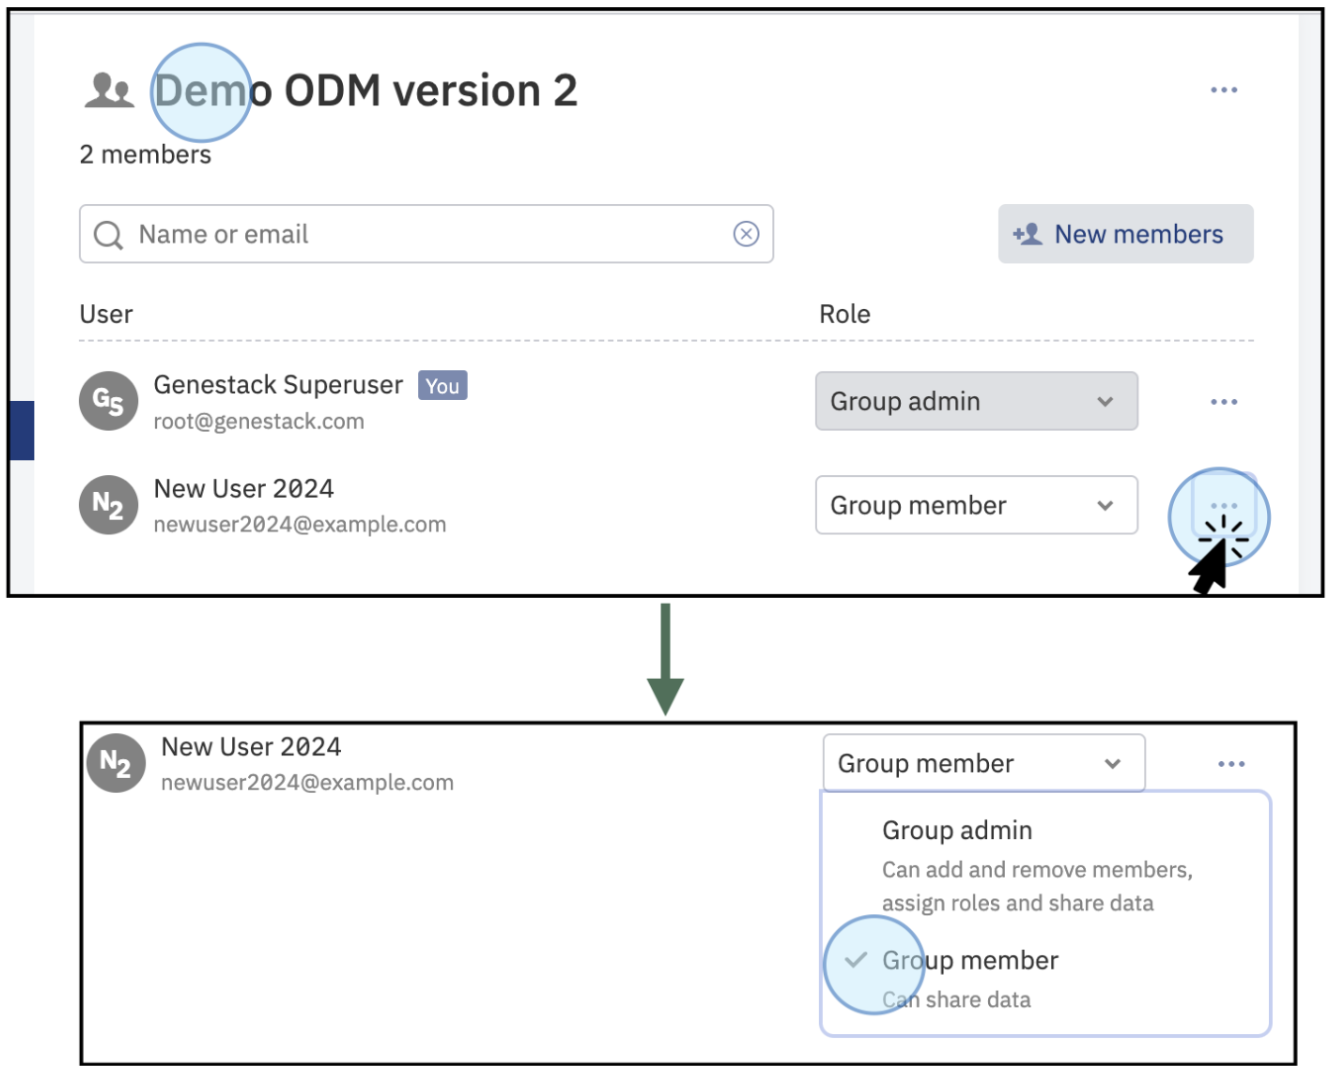 Demo ODM version 2
2 members
Name or email
New members
User
Role
GS
Genestack Superuser
You
root@genestack.com
Group admin
N2
New User 2024
newuser2024@example.com
Group member
N2
New User 2024
newuser2024@example.com
Group member
Group admin
Can add and remove members,
assign roles and share data
Group member
Can share data